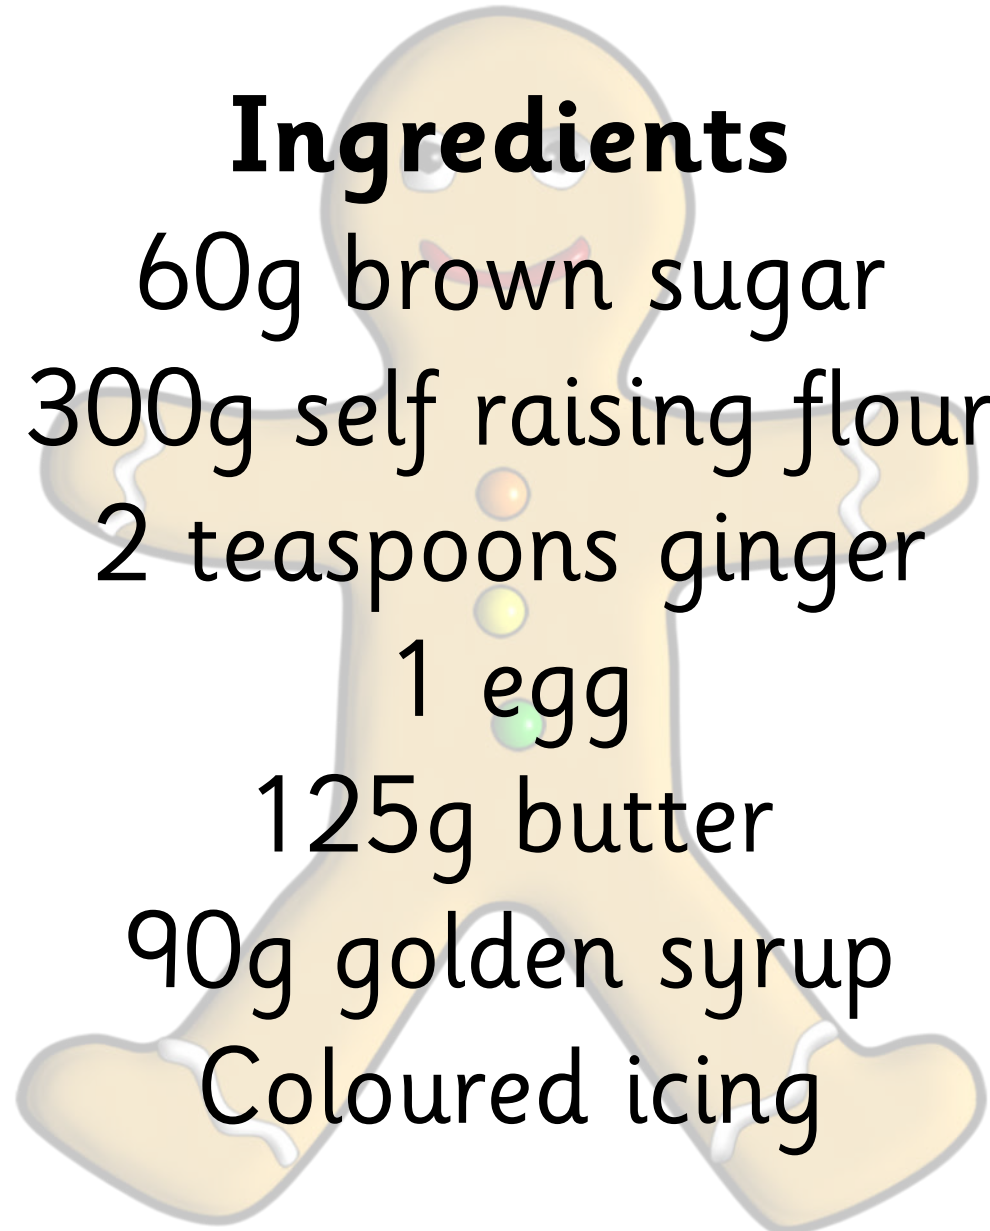 Ingredients
60g brown sugar
300g self raising flour
2 teaspoons ginger
1 egg
125g butter
90g golden syrup
Coloured icing